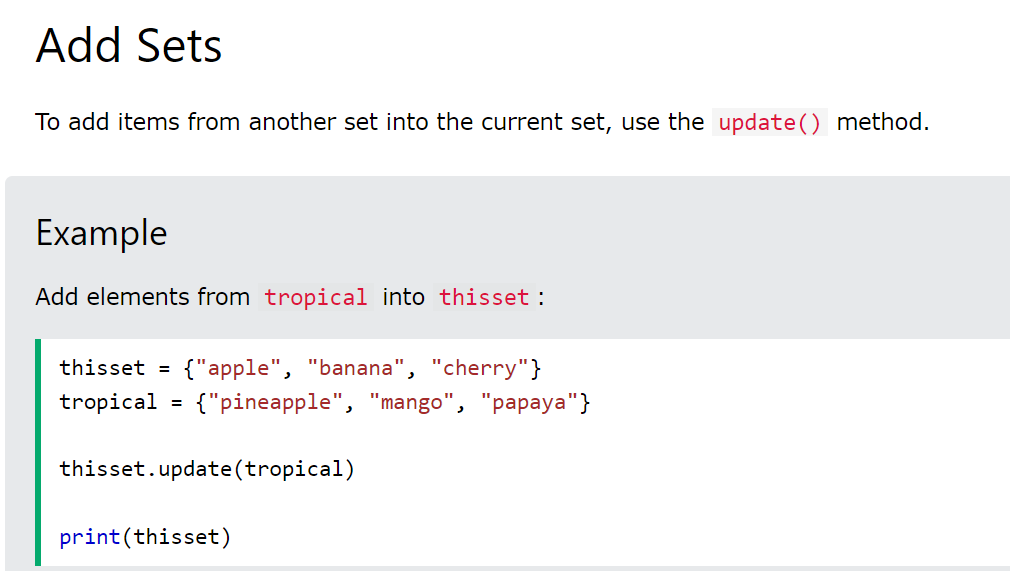 Add Sets
To add items from another set into the current set, use the update() method.
Example
Add elements from tropical into thisset :
thisset = {"apple", "banana", "cherry"}
tropical = {"pineapple", "mango", "papaya"}
thisset.update(tropical)
print(thisset)